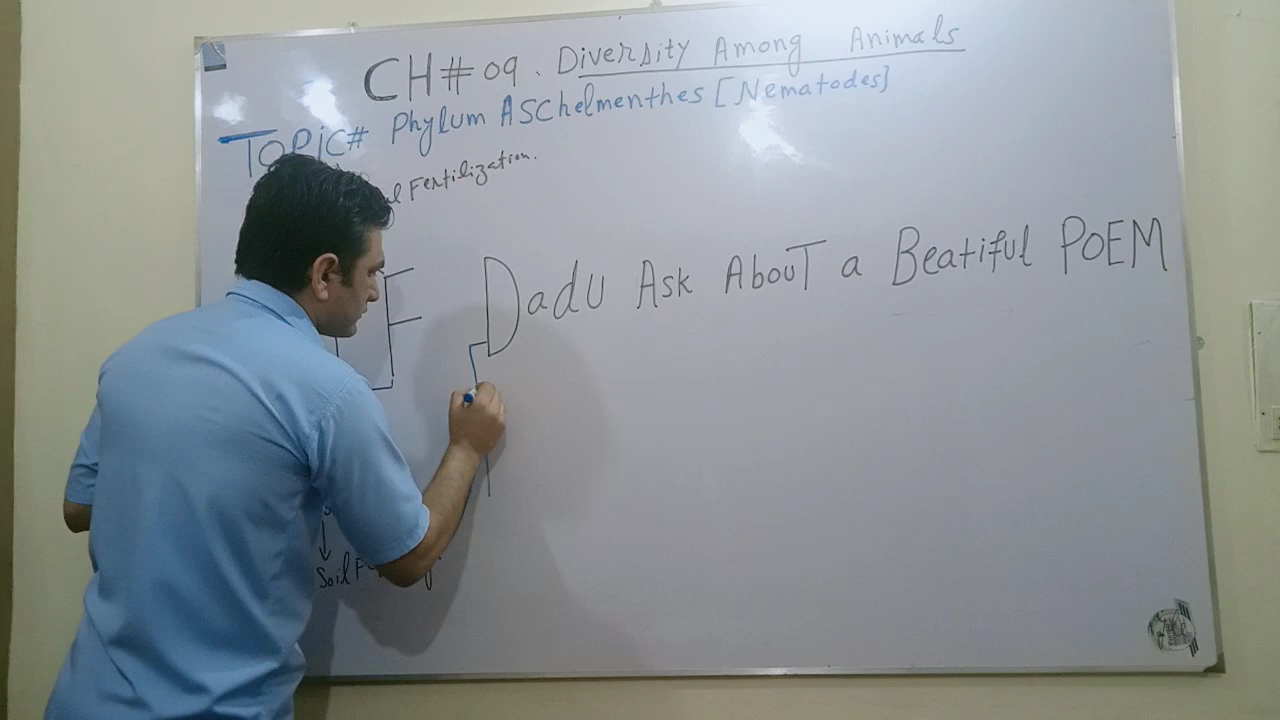 CH# 09. Diversity Among Animals
TOPIC# Phylum ASChelmenthes [Nematodes]
Fertilization.
DadU Ask AbouT a Beatiful POEM
Soil